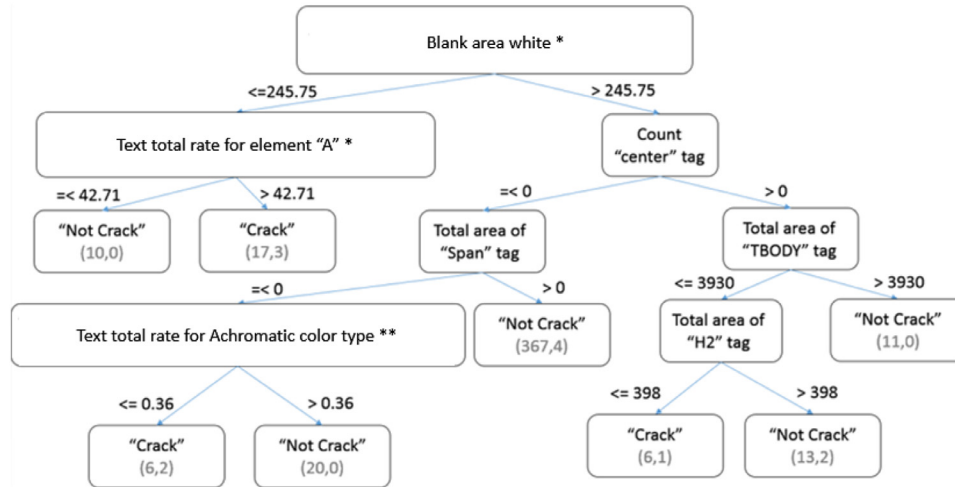 Blank area white *
<=245.75
> 245.75
Text total rate for element “A” *
Count
“center” tag
=< 42.71
> 42.71
=< 0
> 0
“Not Crack”
(10,0)
“Crack”
(17,3)
Total area of
“Span” tag
Total area of
“TBODY” tag
=< 0
> 0
<= 3930
> 3930
Text total rate for Achromatic color type **
“Not Crack”
(367,4)
Total area of
“H2” tag
“Not Crack”
(11,0)
<= 0.36
> 0.36
<= 398
> 398
“Crack”
(6,2)
“Not Crack”
(20,0)
“Crack”
(6,1)
“Not Crack”
(13,2)